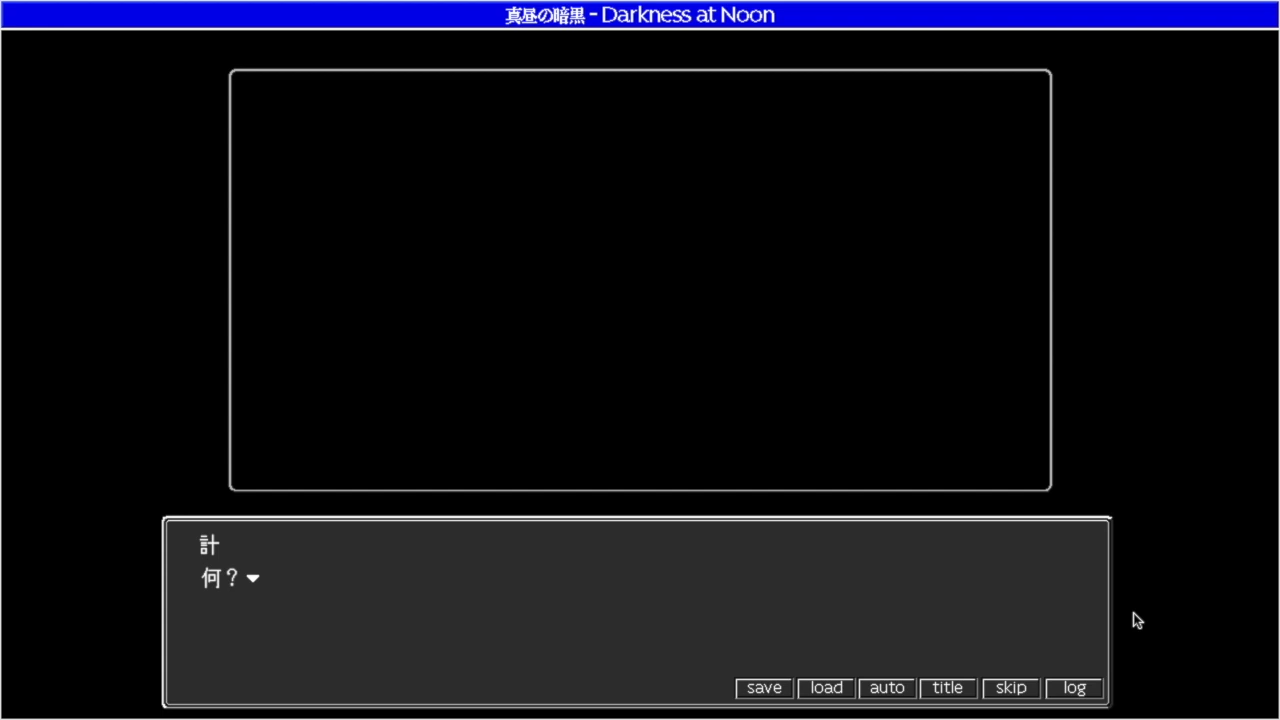 真昼の暗黒 - Darkness at Noon
計
何？
save load auto title skip log